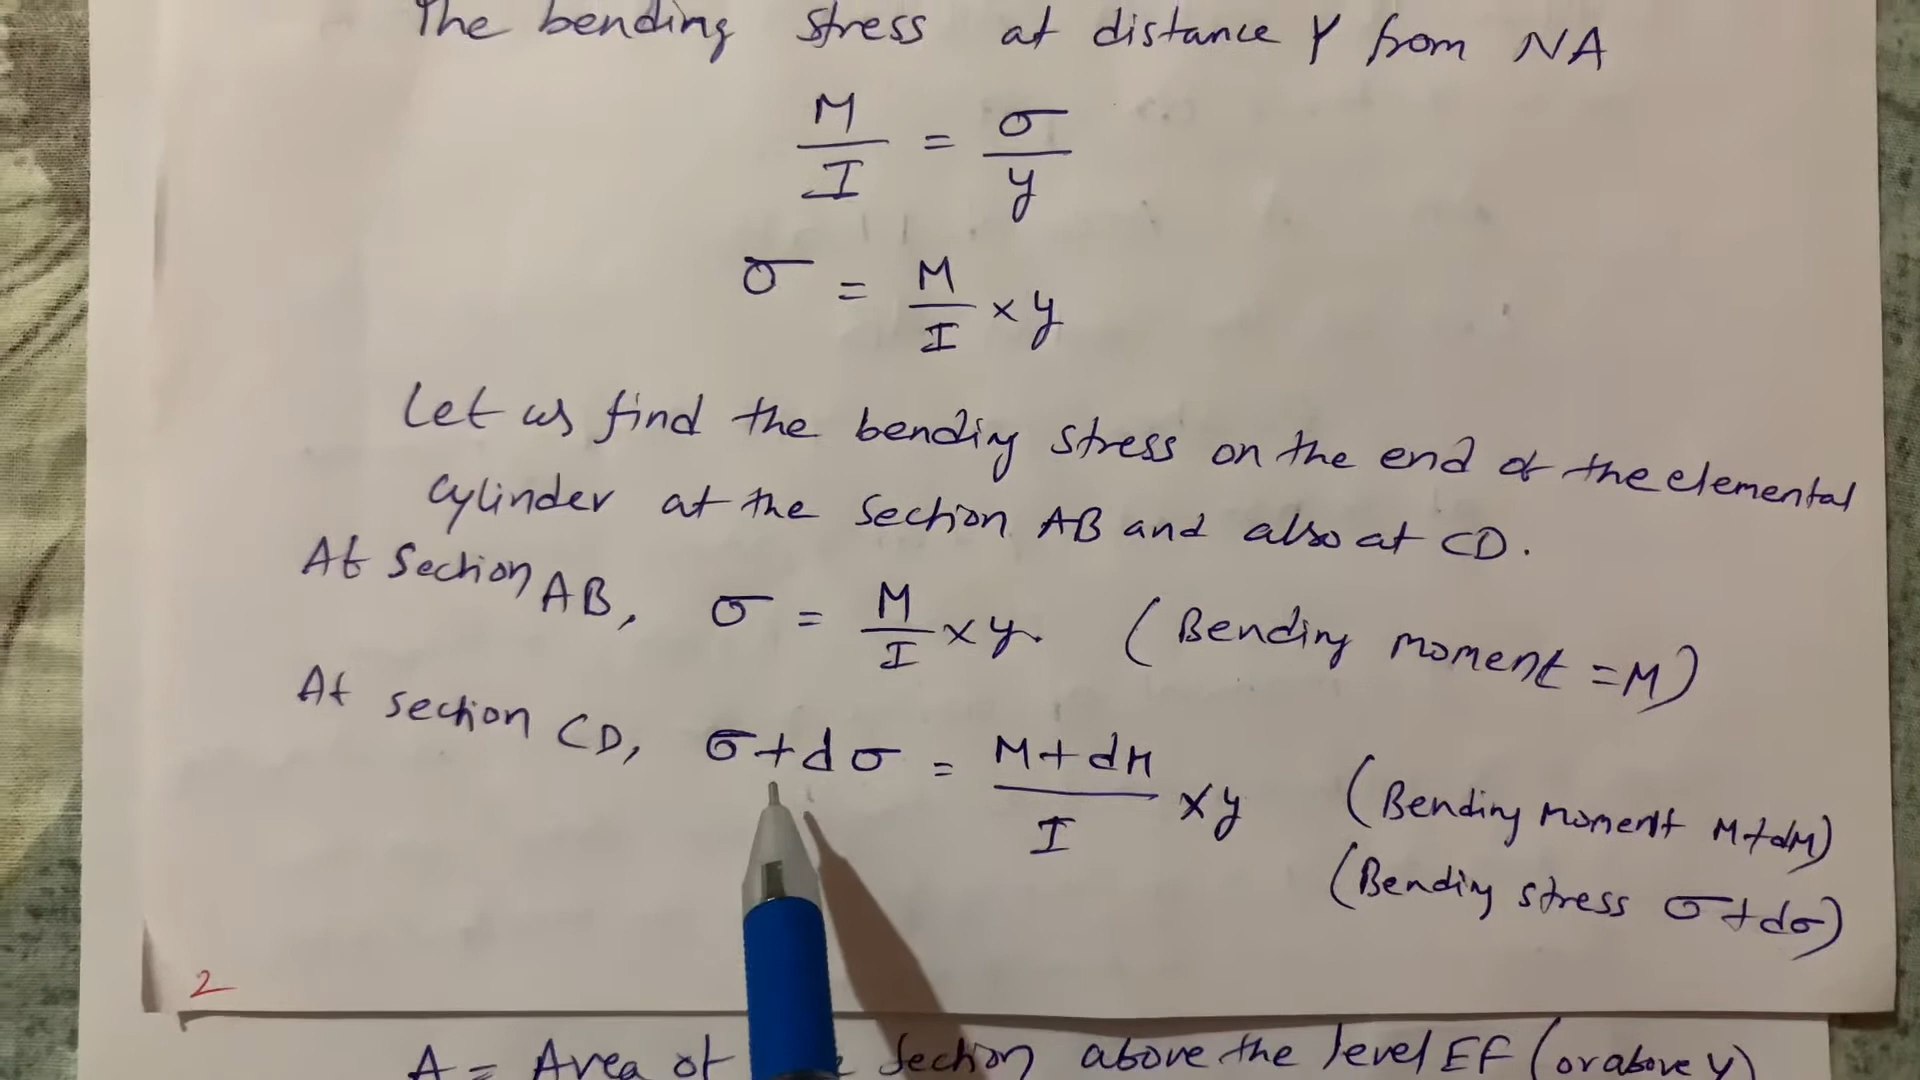 The bending stress at distance Y from NA
M/I = σ/y
σ = M/I × y
Let us find the bending stress on the end of the elemental
cylinder at the section AB and also at CD.
At section AB, σ = M/I × y. (Bending moment = M)
At section CD, σ+dσ = M+dM/I × y (Bending moment M+dM)
(Bending stress σ+dσ)
2
A = Area of section above the level EF (or above y)